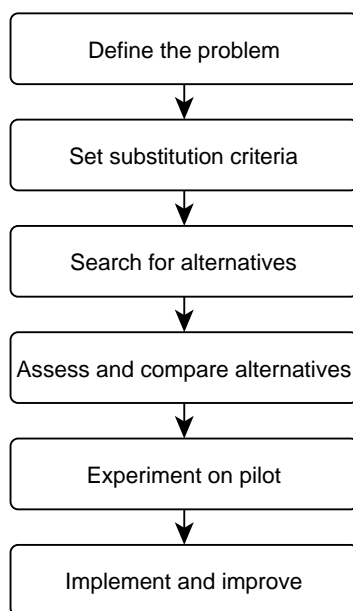 Define the problem
Set substitution criteria
Search for alternatives
Assess and compare alternatives
Experiment on pilot
Implement and improve